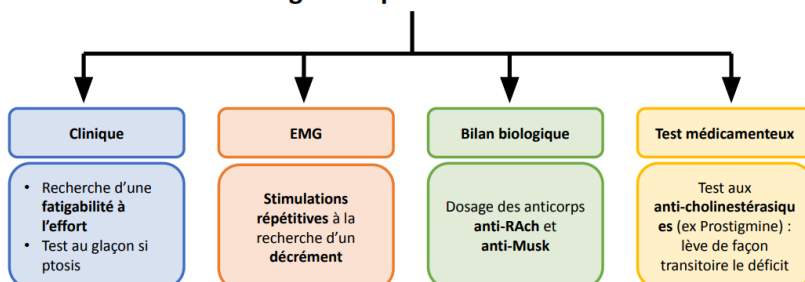 Clinique
EMG
Bilan biologique
Test médicamenteux
• Recherche d'une
fatigabilité à
l'effort
• Test au glaçon si
ptosis
Stimulations
répétitives à la
recherche d'un
décrément
Dosage des anticorps
anti-RAch et
anti-Musk
Test aux
anti-cholinestérasiqu
es (ex Prostigmine) :
lève de façon
transitoire le déficit